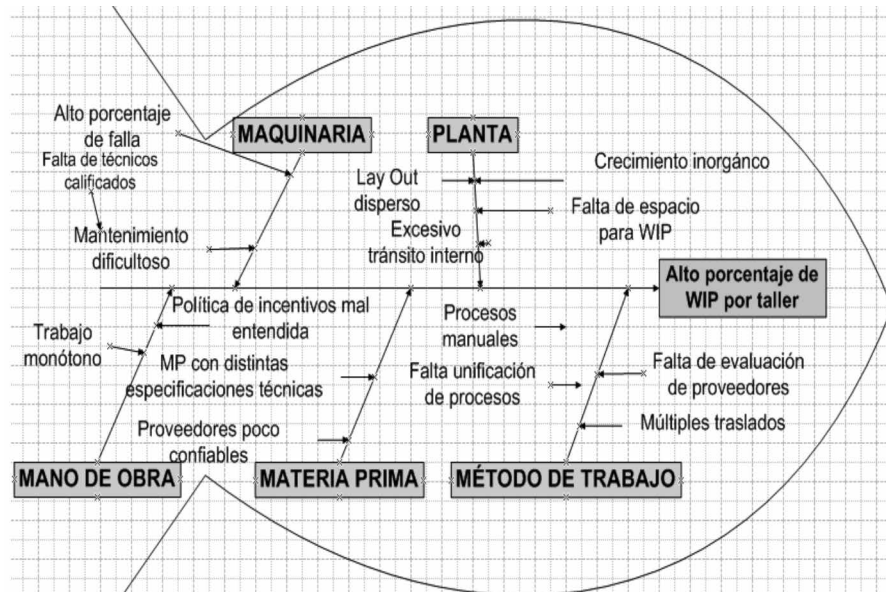 Alto porcentaje
de falla
MAQUINARIA
PLANTA
Falta de técnicos
calificados
Lay Out
disperso
Crecimiento inorgánco
Mantenimiento
dificultoso
Excesivo
tránsito interno
Falta de espacio
para WIP
Alto porcentaje de
WIP por taller
Política de incentivos mal
entendida
Trabajo
monótono
MP con distintas
especificaciones técnicas
Proveedores poco
confiables
Procesos
manuales
Falta unificación
de procesos
Falta de evaluación
de proveedores
Múltiples traslados
MANO DE OBRA
MATERIA PRIMA
MÉTODO DE TRABAJO